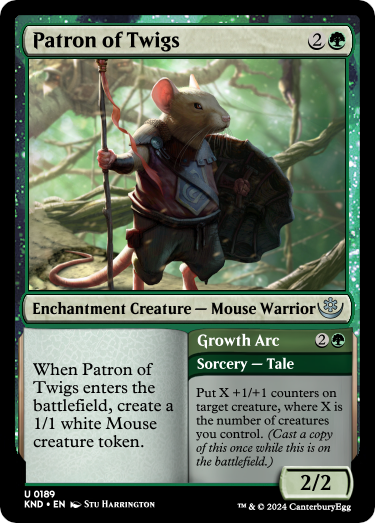 Patron of Twigs 2
Enchantment Creature — Mouse Warrior
When Patron of
Twigs enters the
battlefield, create a
1/1 white Mouse
creature token.
Growth Arc 2
Sorcery — Tale
Put X +1/+1 counters on
target creature, where X is
the number of creatures
you control. (Cast a copy
of this once while this is
on the battlefield.)
2/2
U 0189
KND • EN Stu Harrington
™ & © 2024 CanterburyEgg